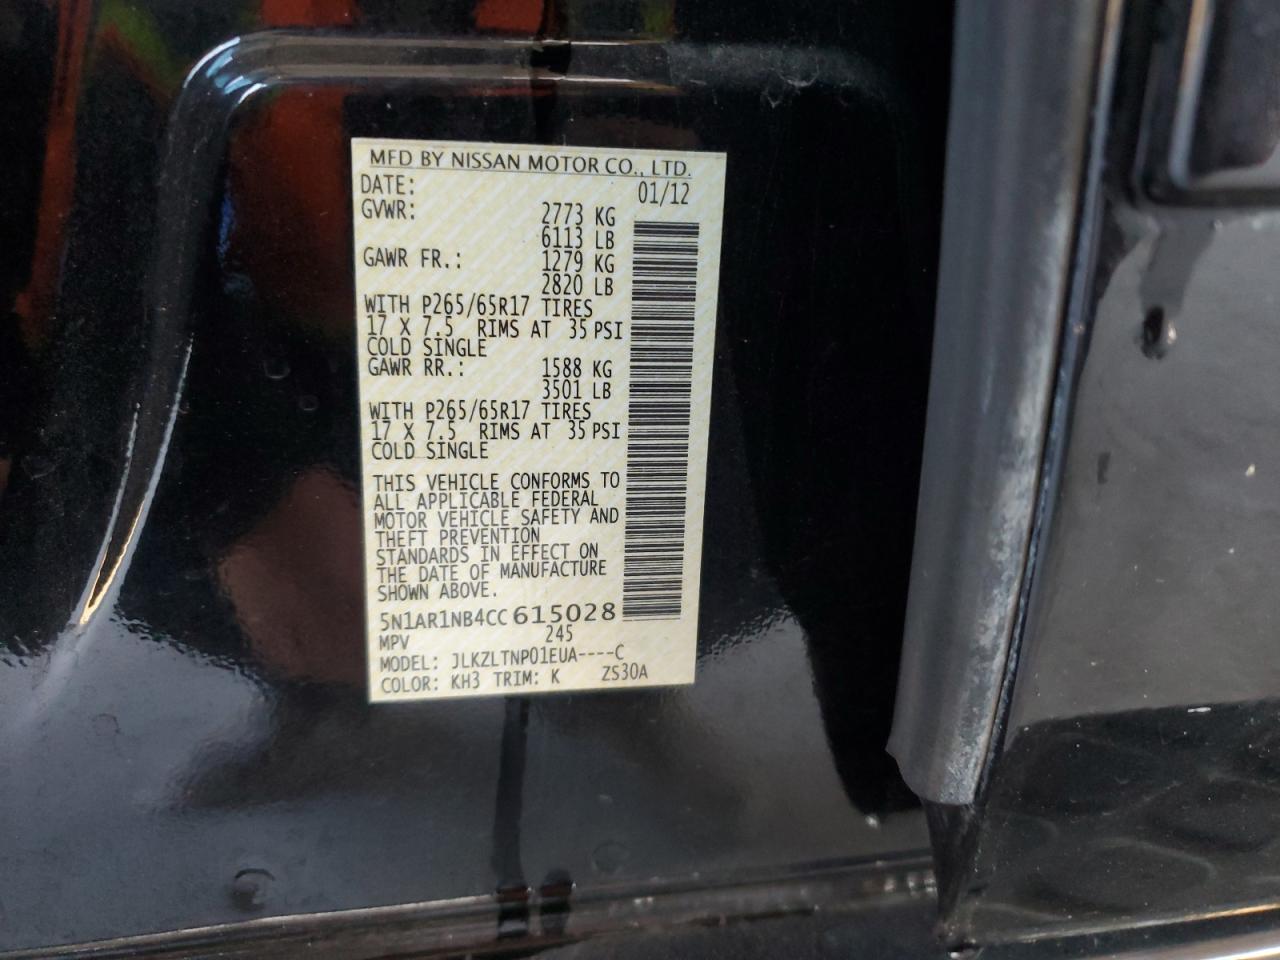 MFD BY NISSAN MOTOR CO., LTD.
DATE: 01/12
GVWR: 2773 KG
6113 LB
GAWR FR.: 1279 KG
2820 LB
WITH P265/65R17 TIRES
17 X 7.5 RIMS AT 35 PSI
COLD SINGLE
GAWR RR.: 1588 KG
3501 LB
WITH P265/65R17 TIRES
17 X 7.5 RIMS AT 35 PSI
COLD SINGLE
THIS VEHICLE CONFORMS TO
ALL APPLICABLE FEDERAL
MOTOR VEHICLE SAFETY AND
THEFT PREVENTION
STANDARDS IN EFFECT ON
THE DATE OF MANUFACTURE
SHOWN ABOVE.
5N1AR1NB4CC615028
MPV 245
MODEL: JLKZLTNP01EUA----C
COLOR: KH3 TRIM: K ZS30A